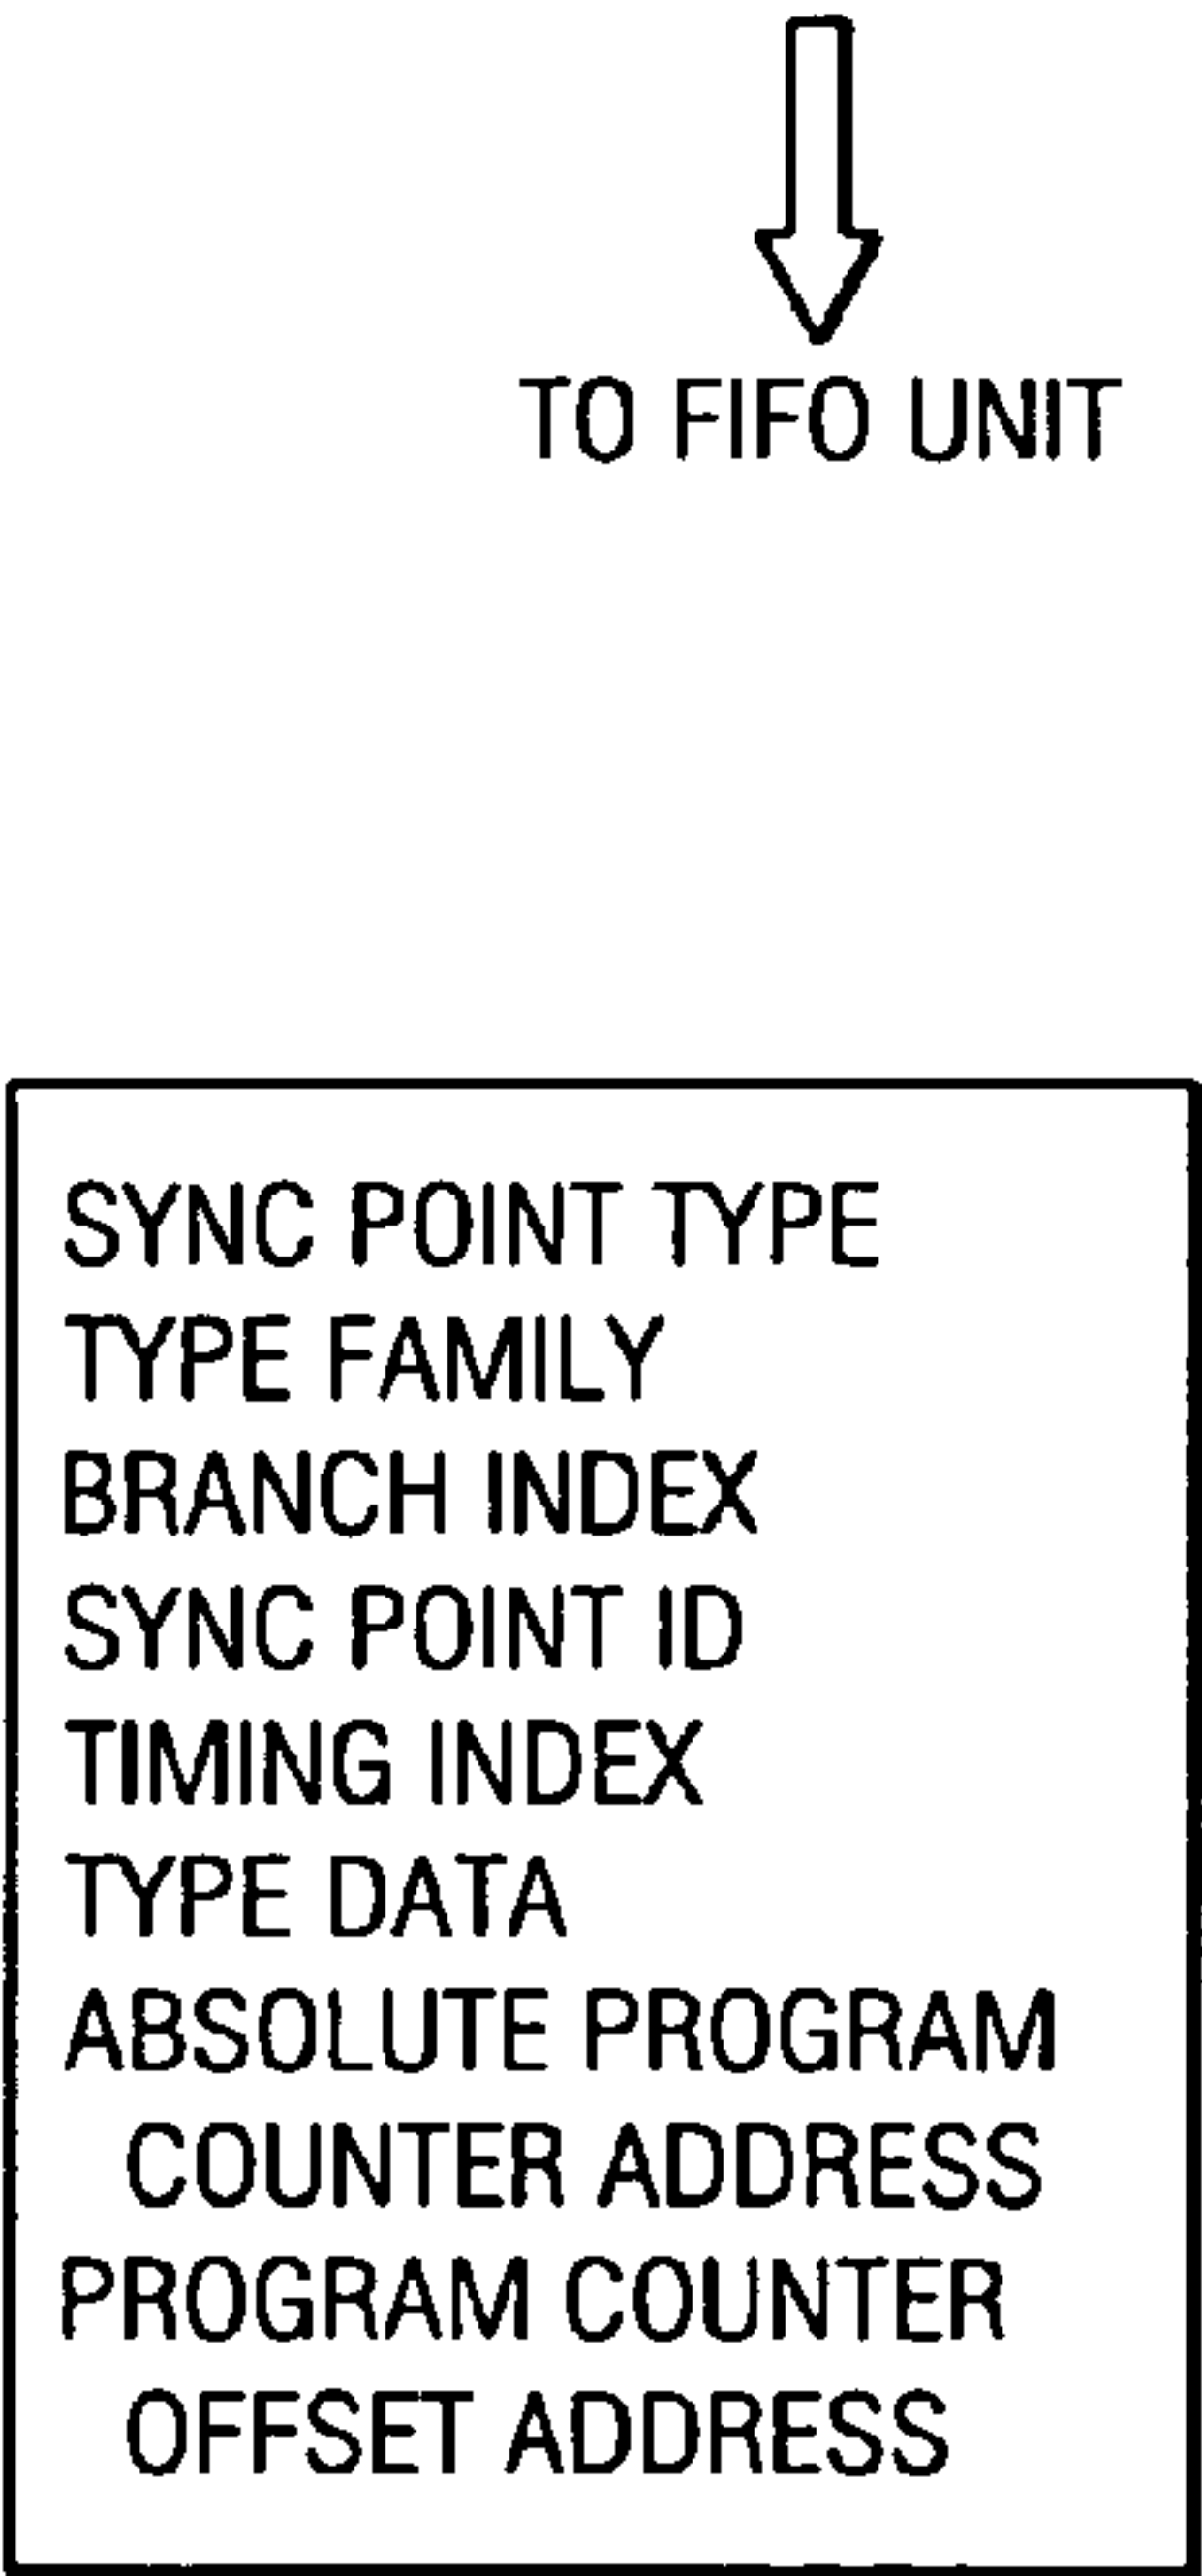 TO FIFO UNIT
SYNC POINT TYPE
TYPE FAMILY
BRANCH INDEX
SYNC POINT ID
TIMING INDEX
TYPE DATA
ABSOLUTE PROGRAM
COUNTER ADDRESS
PROGRAM COUNTER
OFFSET ADDRESS